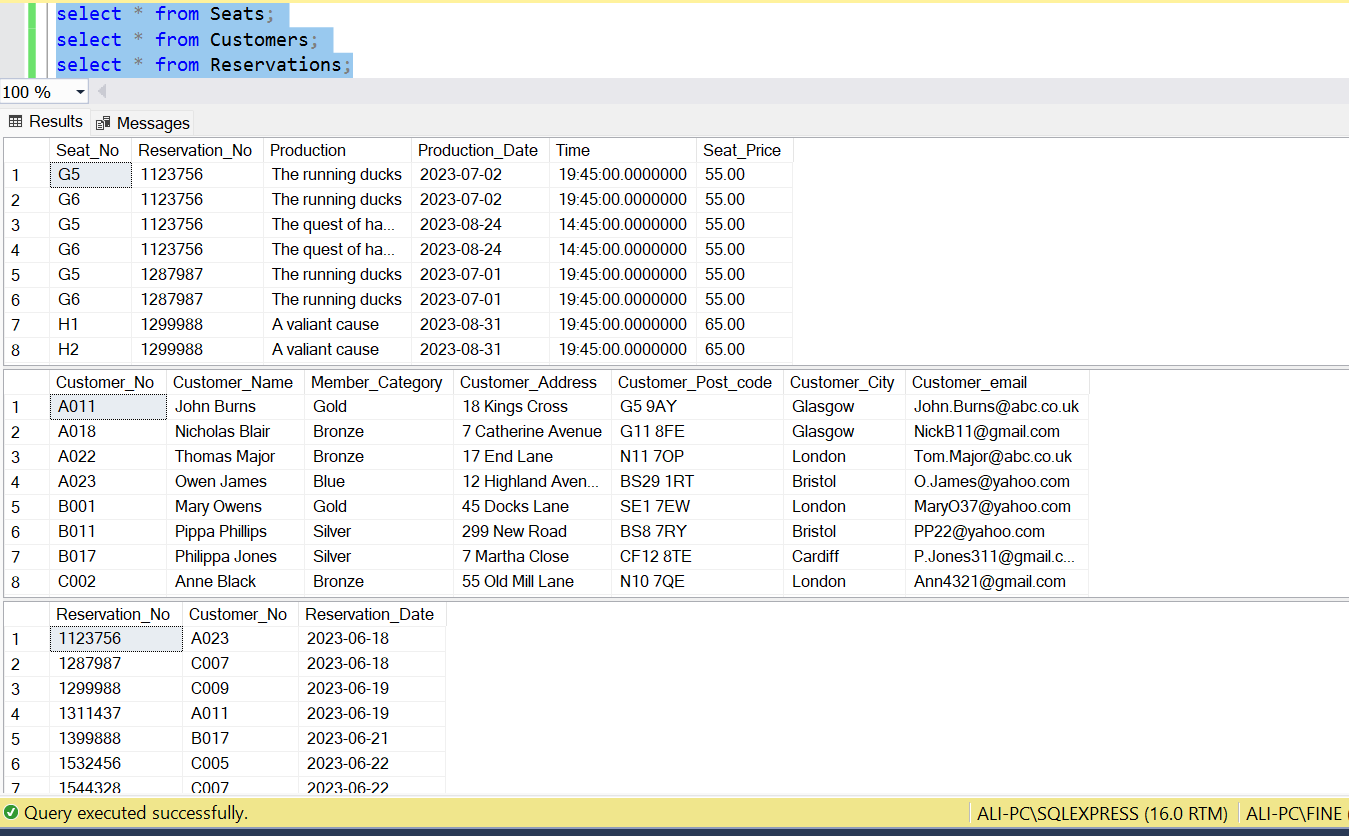 select * from Seats;
select * from Customers;
select * from Reservations;
100 %
Results Messages
Seat_No Reservation_No Production Production_Date Time Seat_Price
1 G5 1123756 The running ducks 2023-07-02 19:45:00.0000000 55.00
2 G6 1123756 The running ducks 2023-07-02 19:45:00.0000000 55.00
3 G5 1123756 The quest of ha... 2023-08-24 14:45:00.0000000 55.00
4 G6 1123756 The quest of ha... 2023-08-24 14:45:00.0000000 55.00
5 G5 1287987 The running ducks 2023-07-01 19:45:00.0000000 55.00
6 G6 1287987 The running ducks 2023-07-01 19:45:00.0000000 55.00
7 H1 1299988 A valiant cause 2023-08-31 19:45:00.0000000 65.00
8 H2 1299988 A valiant cause 2023-08-31 19:45:00.0000000 65.00
Customer_No Customer_Name Member_Category Customer_Address Customer_Post_code Customer_City Customer_email
1 A011 John Burns Gold 18 Kings Cross G5 9AY Glasgow John.Burns@abc.co.uk
2 A018 Nicholas Blair Bronze 7 Catherine Avenue G11 8FE Glasgow NickB11@gmail.com
3 A022 Thomas Major Bronze 17 End Lane N11 7OP London Tom.Major@abc.co.uk
4 A023 Owen James Blue 12 Highland Aven... BS29 1RT Bristol O.James@yahoo.com
5 B001 Mary Owens Gold 45 Docks Lane SE1 7EW London MaryO37@yahoo.com
6 B011 Pippa Phillips Silver 299 New Road BS8 7RY Bristol PP22@yahoo.com
7 B017 Philippa Jones Silver 7 Martha Close CF12 8TE Cardiff P.Jones311@gmail.c...
8 C002 Anne Black Bronze 55 Old Mill Lane N10 7QE London Ann4321@gmail.com
Reservation_No Customer_No Reservation_Date
1 1123756 A023 2023-06-18
2 1287987 C007 2023-06-18
3 1299988 C009 2023-06-19
4 1311437 A011 2023-06-19
5 1399888 B017 2023-06-21
6 1532456 C005 2023-06-22
7 1544328 C007 2023-06-22
Query executed successfully. ALI-PC\SQLEXPRESS (16.0 RTM) ALI-PC\FINE (